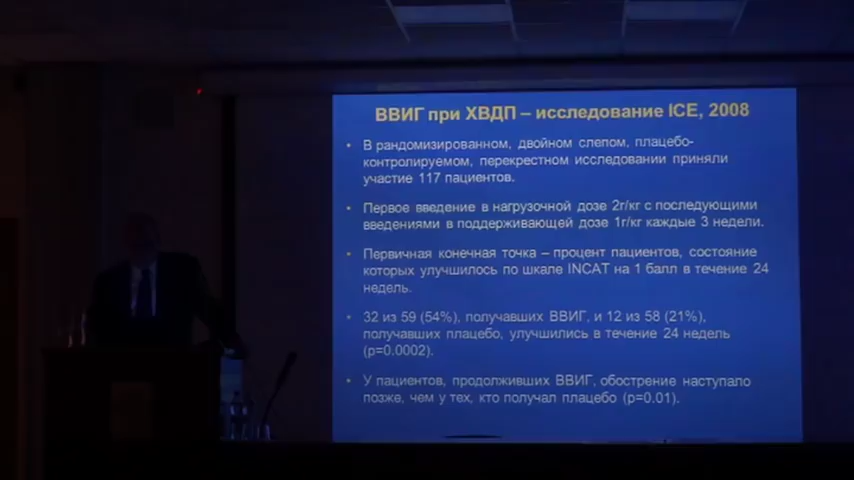 ВВИГ при ХВДП – исследование ICE, 2008
• В рандомизированном, двойном слепом, плацебо-
контролируемом, перекрестном исследовании приняли
участие 117 пациентов.
• Первое введение в нагрузочной дозе 2г/кг с последующими
введениями в поддерживающей дозе 1г/кг каждые 3 недели.
• Первичная конечная точка – процент пациентов, состояние
которых улучшилось по шкале INCAT на 1 балл в течение 24
недель.
• 32 из 59 (54%), получавших ВВИГ, и 12 из 58 (21%),
получавших плацебо, улучшились в течение 24 недель
(p=0.0002).
• У пациентов, продолживших ВВИГ, обострение наступало
позже, чем у тех, кто получал плацебо (p=0.01).